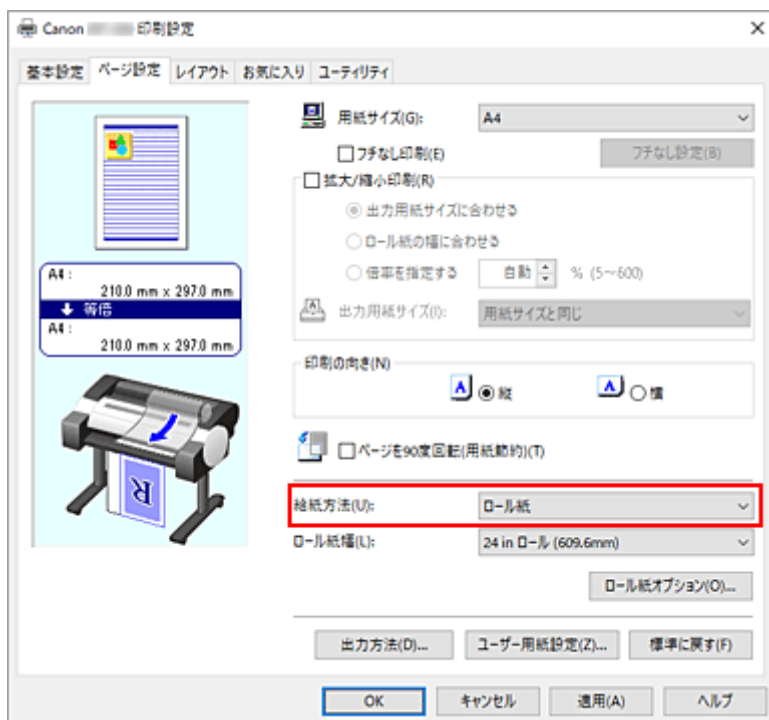 Canon 印刷設定
基本設定 ページ設定 レイアウト お気に入り ユーティリティ
用紙サイズ(G): A4
フチなし印刷(E) フチなし設定(B)
拡大/縮小印刷(R)
出力用紙サイズに合わせる
ロール紙の幅に合わせる
倍率を指定する 自動 % (5～600)
出力用紙サイズ(I): 用紙サイズと同じ
A4 :
210.0 mm x 297.0 mm
等倍
A4 :
210.0 mm x 297.0 mm
印刷の向き(N)
A 縦 A 横
ページを90度回転(用紙節約)(T)
R
給紙方法(U): ロール紙
ロール紙幅(L): 24 in ロール (609.6mm)
ロール紙オプション(O)...
出力方法(D)... ユーザー用紙設定(Z)... 標準に戻す(F)
OK キャンセル 適用(A) ヘルプ